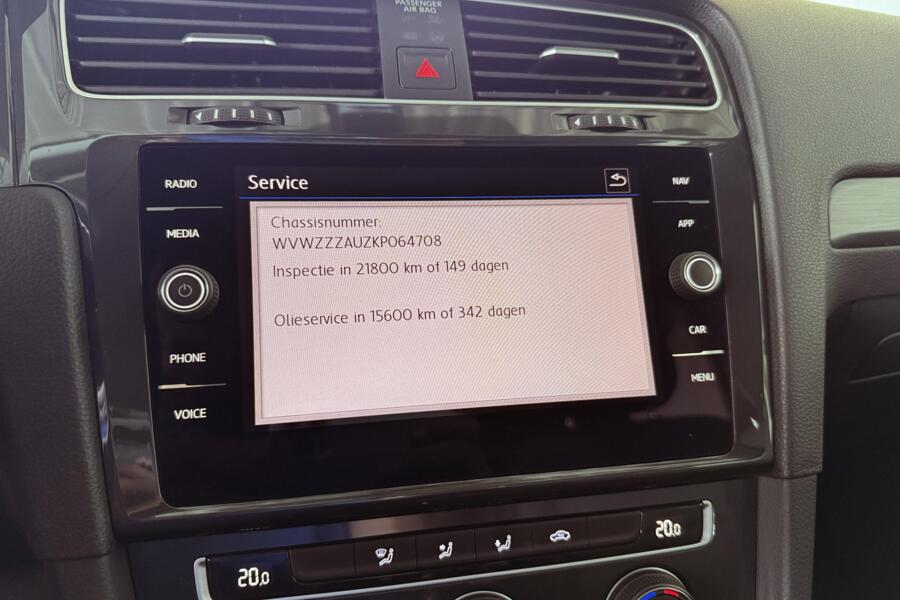 PASSENGER
AIR BAG
RADIO
MEDIA
PHONE
VOICE
Service
Chassisnummer:
WVWZZZAUZKP064708
Inspectie in 21800 km of 149 dagen
Olieservice in 15600 km of 342 dagen
NAV
APP
CAR
MENU
20.0
20.0